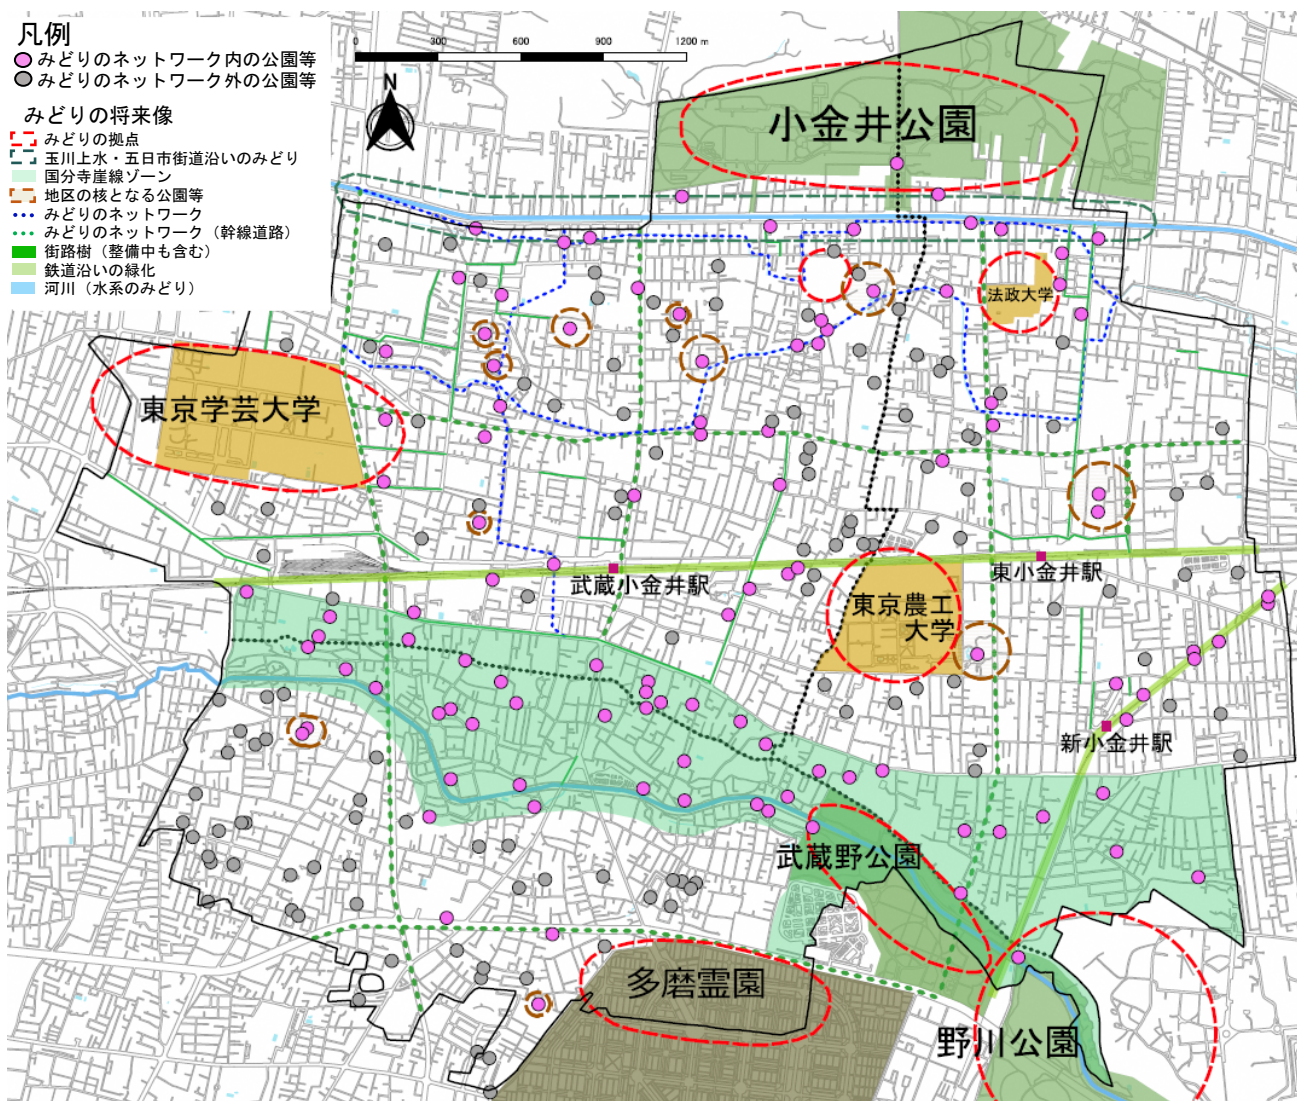 凡例
みどりのネットワーク内の公園等
みどりのネットワーク外の公園等
みどりの将来像
みどりの拠点
玉川上水・五日市街道沿いのみどり
国分寺崖線ゾーン
地区の核となる公園等
みどりのネットワーク
みどりのネットワーク（幹線道路）
街路樹（整備中も含む）
鉄道沿いの緑化
河川（水系のみどり）
0 300 600 900 1200 m
N
小金井公園
法政大学
東京学芸大学
武蔵小金井駅
東小金井駅
東京農工
大学
新小金井駅
武蔵野公園
多磨霊園
野川公園